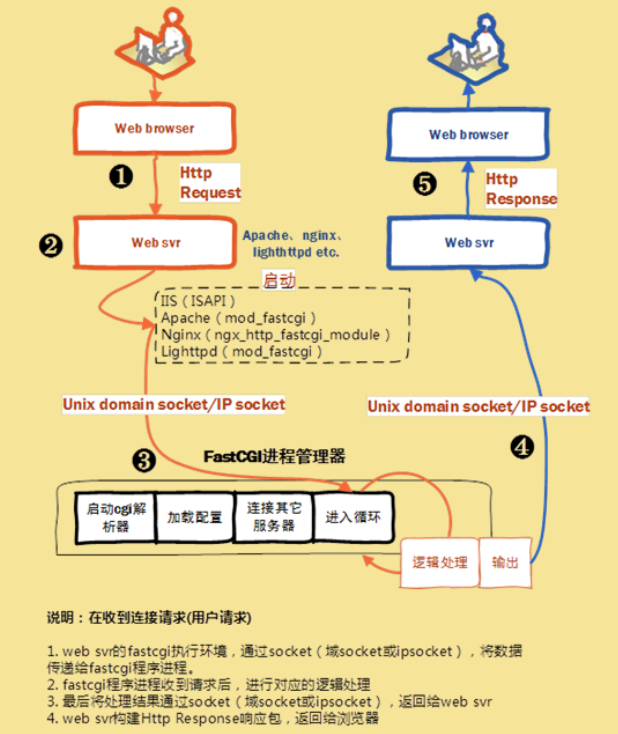 Web browser
Web browser
❶
Http
Request
❺
Http
Response
❷
Web svr
Apache、nginx、
lighthttpd etc.
Web svr
启动
IIS（ISAPI）
Apache（mod_fastcgi）
Nginx（ngx_http_fastcgi_module）
Lighttpd（mod_fastcgi）
Unix domain socket/IP socket
Unix domain socket/IP socket
❸
FastCGI进程管理器
❹
启动cgi解
析器
加载配置
连接其它
服务器
进入循环
逻辑处理
输出
说明：在收到连接请求(用户请求)
1. web svr的fastcgi执行环境，通过socket（域socket或ipsocket），将数据
传递给fastcgi程序进程。
2. fastcgi程序进程收到请求后，进行对应的逻辑处理
3. 最后将处理结果通过sodket（域socket或ipsocket），返回给web svr
4. web svr构建Http Response响应包，返回给浏览器